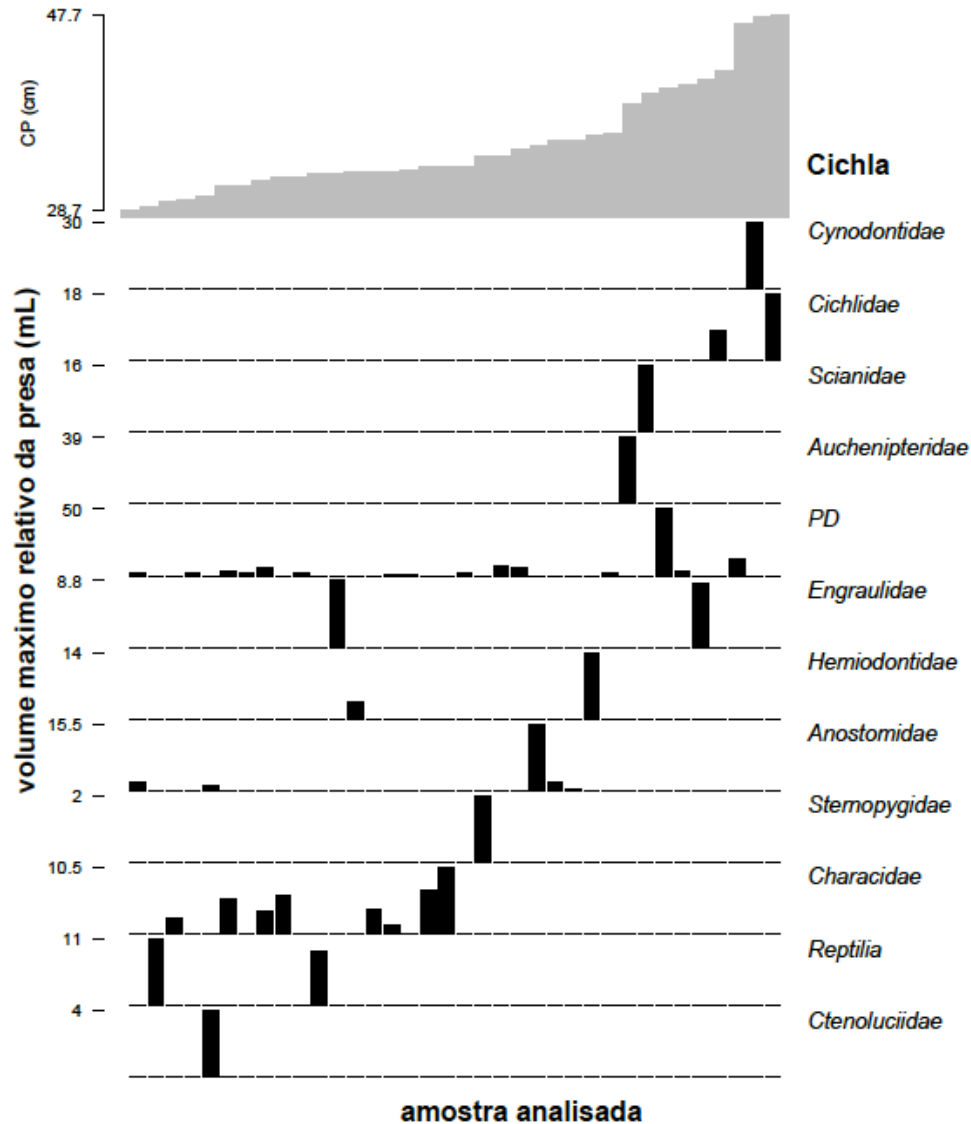 47.7
CP (cm)
28.7
Cichla
30
Cynodontidae
18
Cichlidae
16
Scianidae
39
Auchenipteridae
50
PD
8.8
Engraulidae
14
Hemiodontidae
15.5
Anostomidae
2
Sternopygidae
10.5
Characidae
11
Reptilia
4
Ctenoluciidae
volume maximo relativo da presa (mL)
amostra analisada